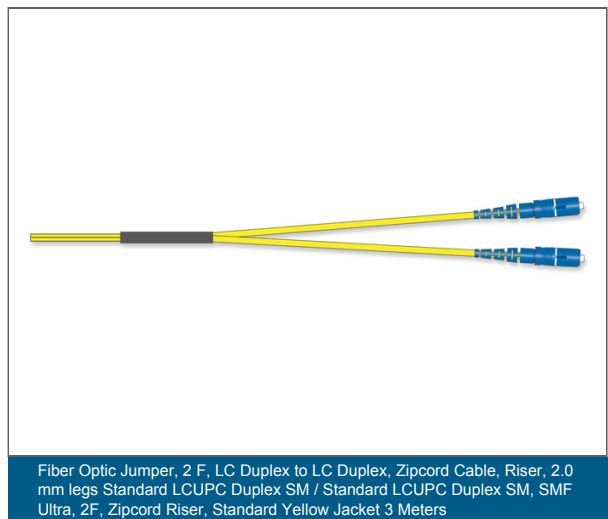 Fiber Optic Jumper, 2 F, LC Duplex to LC Duplex, Zipcord Cable, Riser, 2.0
mm legs Standard LCUPC Duplex SM / Standard LCUPC Duplex SM, SMF
Ultra, 2F, Zipcord Riser, Standard Yellow Jacket 3 Meters